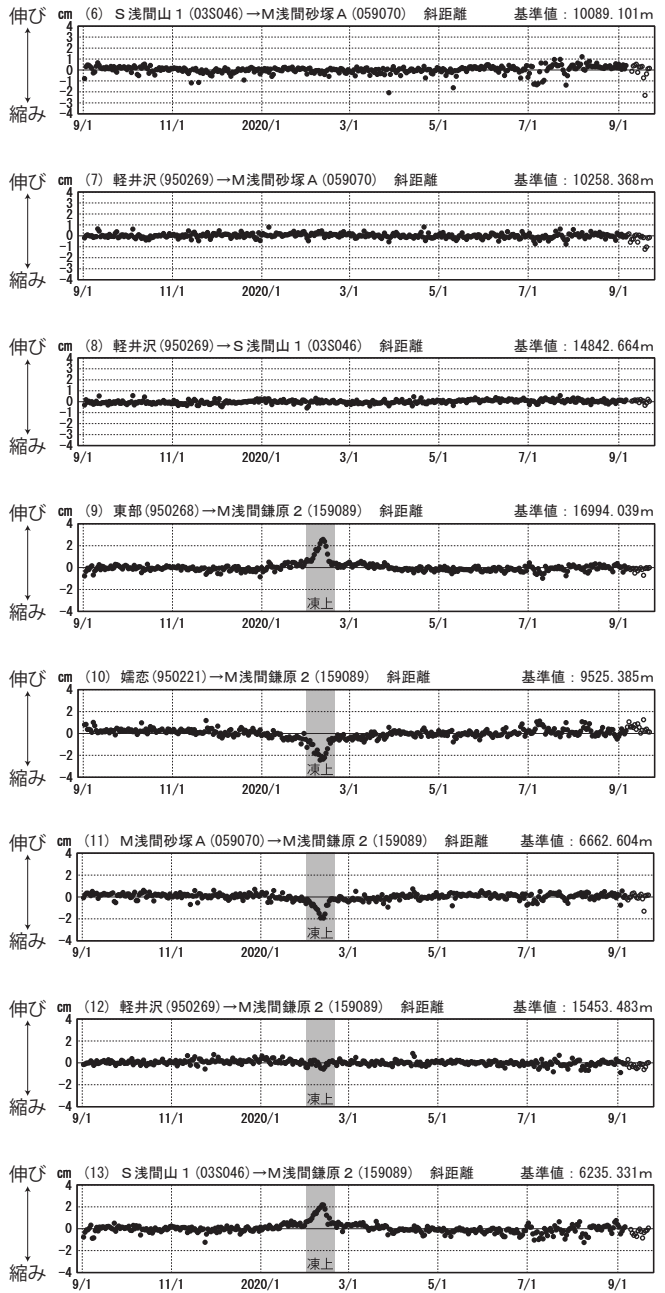 伸び cm (6) S浅間山1(03S046)→M浅間砂塚A(059070) 斜距離 基準値:10089.101m
4
3
2
1
0
-1
-2
-3
-4
縮み
9/1 11/1 2020/1 3/1 5/1 7/1 9/1
伸び cm (7) 軽井沢(950269)→M浅間砂塚A(059070) 斜距離 基準値:10258.368m
4
3
2
1
0
-1
-2
-3
-4
縮み
9/1 11/1 2020/1 3/1 5/1 7/1 9/1
伸び cm (8) 軽井沢(950269)→S浅間山1(03S046) 斜距離 基準値:14842.664m
4
3
2
1
0
-1
-2
-3
-4
縮み
9/1 11/1 2020/1 3/1 5/1 7/1 9/1
伸び cm (9) 東部(950268)→M浅間鎌原2(159089) 斜距離 基準値:16994.039m
4
2
0
-2
-4
凍上
縮み
9/1 11/1 2020/1 3/1 5/1 7/1 9/1
伸び cm (10) 嬬恋(950221)→M浅間鎌原2(159089) 斜距離 基準値:9525.385m
4
2
0
-2
-4
凍上
縮み
9/1 11/1 2020/1 3/1 5/1 7/1 9/1
伸び cm (11) M浅間砂塚A(059070)→M浅間鎌原2(159089) 斜距離 基準値:6662.604m
4
2
0
-2
-4
凍上
縮み
9/1 11/1 2020/1 3/1 5/1 7/1 9/1
伸び cm (12) 軽井沢(950269)→M浅間鎌原2(159089) 斜距離 基準値:15453.483m
4
2
0
-2
-4
凍上
縮み
9/1 11/1 2020/1 3/1 5/1 7/1 9/1
伸び cm (13) S浅間山1(03S046)→M浅間鎌原2(159089) 斜距離 基準値:6235.331m
4
2
0
-2
-4
凍上
縮み
9/1 11/1 2020/1 3/1 5/1 7/1 9/1